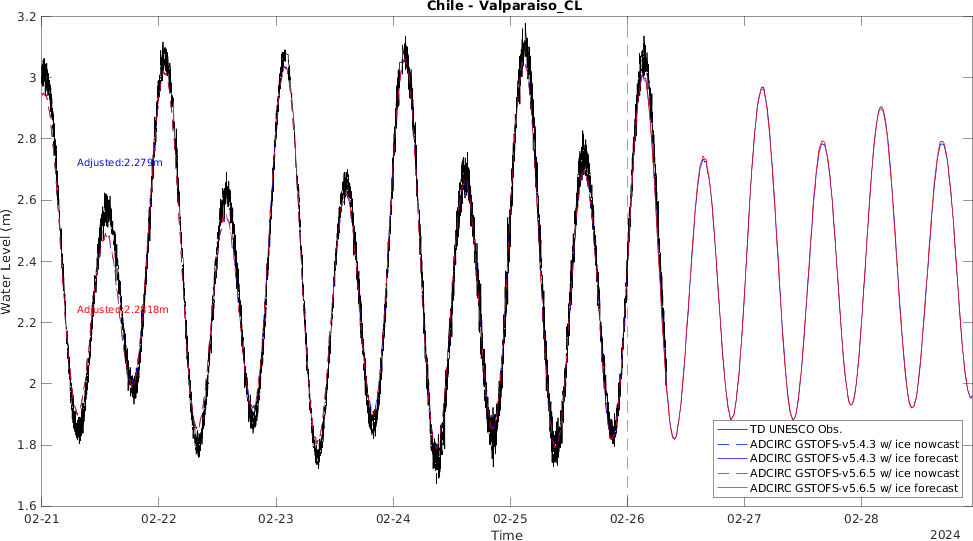 Chile - Valparaiso_CL
3.2
3
2.8
2.6
2.4
2.2
2
1.8
1.6
Water Level (m)
Adjusted:2.279m
Adjusted:2.2818m
TD UNESCO Obs.
ADCIRC GSTOFS-v5.4.3 w/ ice nowcast
ADCIRC GSTOFS-v5.4.3 w/ ice forecast
ADCIRC GSTOFS-v5.6.5 w/ ice nowcast
ADCIRC GSTOFS-v5.6.5 w/ ice forecast
02-21 02-22 02-23 02-24 02-25 02-26 02-27 02-28
Time
2024